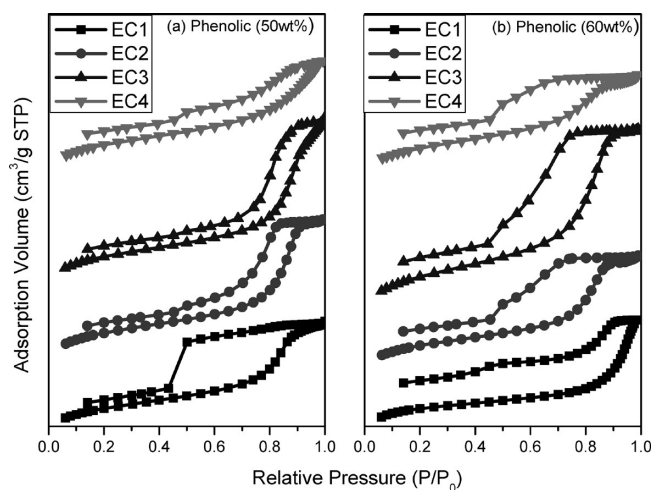 Adsorption Volume (cm³/g STP)
EC1
EC2
EC3
EC4
(a) Phenolic (50wt%)
0.0 0.2 0.4 0.6 0.8 1.0
EC1
EC2
EC3
EC4
(b) Phenolic (60wt%)
0.0 0.2 0.4 0.6 0.8 1.0
Relative Pressure (P/P₀)